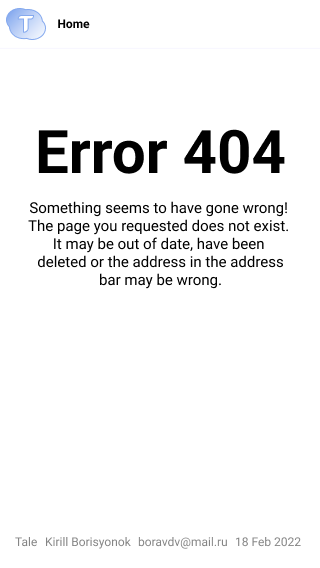 T Home
Error 404
Something seems to have gone wrong!
The page you requested does not exist.
It may be out of date, have been
deleted or the address in the address
bar may be wrong.
Tale Kirill Borisyonok boravdv@mail.ru 18 Feb 2022